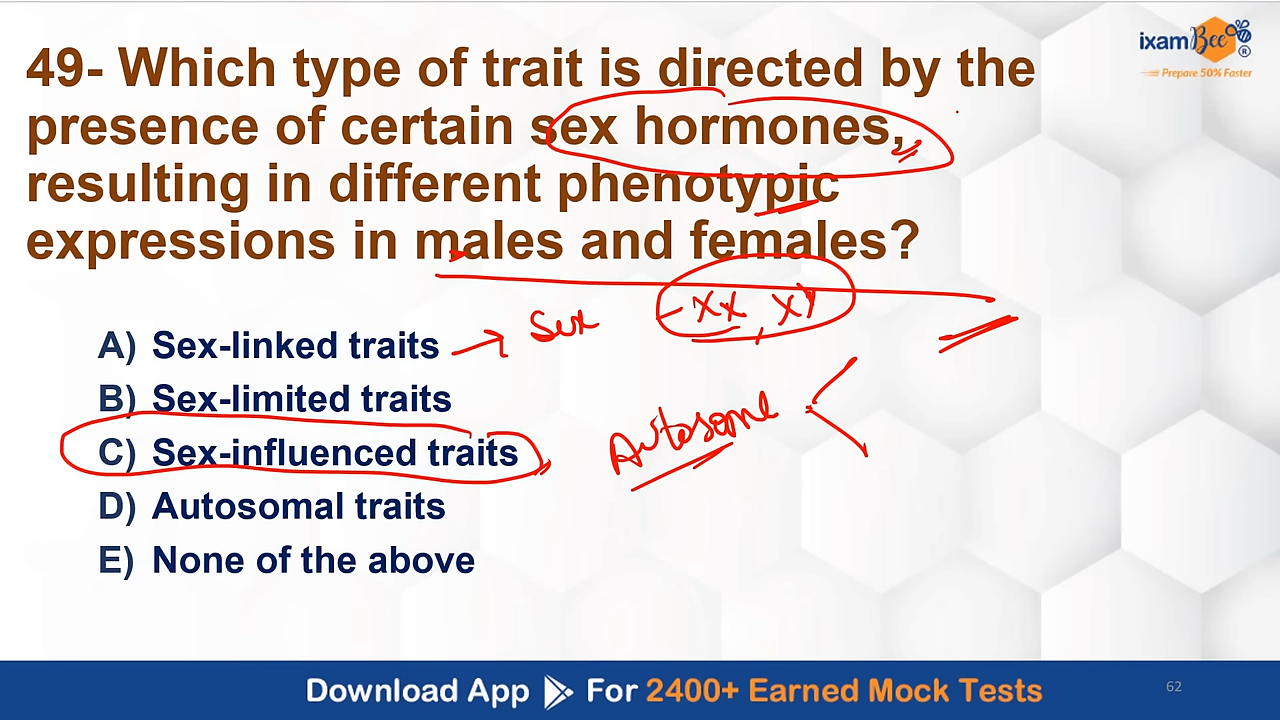 ixamBee®
Prepare 50% Faster
49- Which type of trait is directed by the
presence of certain sex hormones,
resulting in different phenotypic
expressions in males and females?
- xx, xy
A) Sex-linked traits → Sex
B) Sex-limited traits
Autosome
C) Sex-influenced traits
D) Autosomal traits
E) None of the above
Download App For 2400+ Earned Mock Tests
62